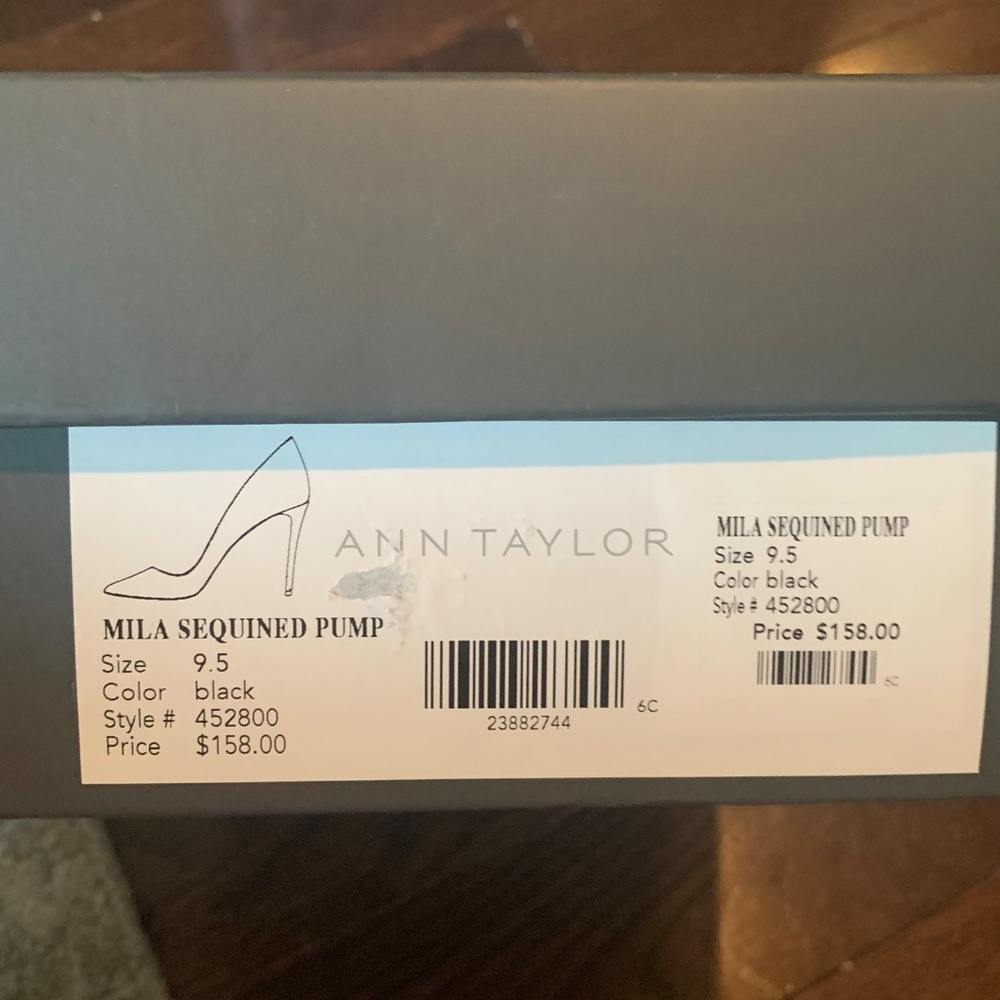 ANN TAYLOR
MILA SEQUINED PUMP
Size 9.5
Color black
Style # 452800
Price $158.00
23882744
6C
MILA SEQUINED PUMP
Size 9.5
Color black
Style # 452800
Price $158.00
6C